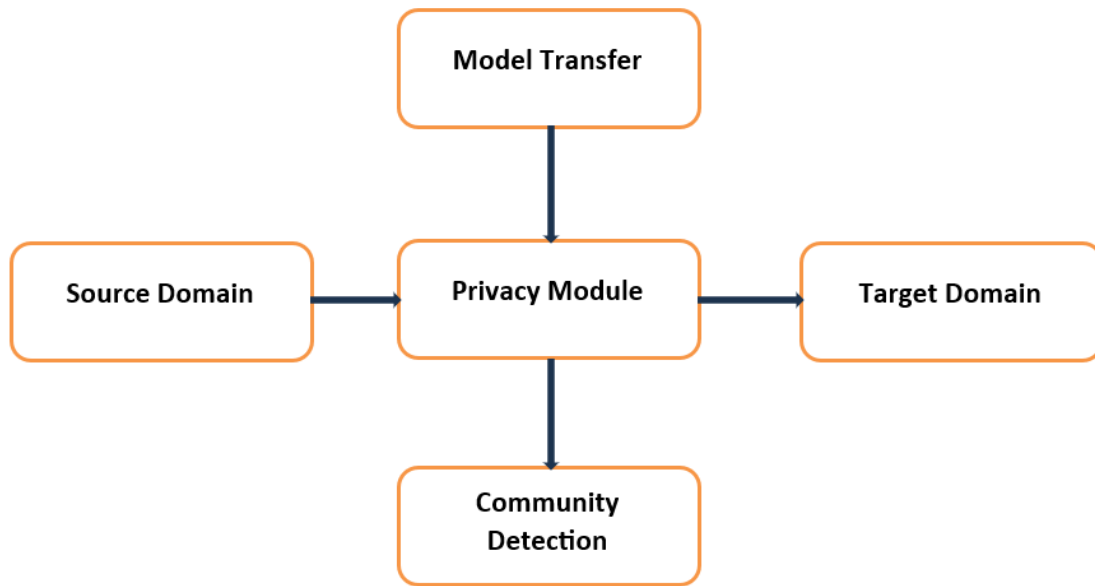 Model Transfer
Source Domain
Privacy Module
Target Domain
Community
Detection